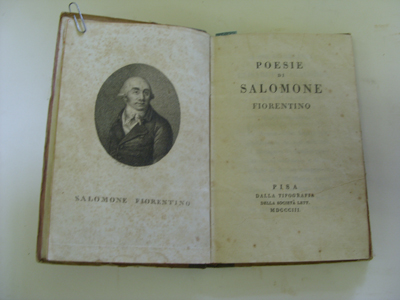 SALOMONE FIORENTINO
POESIE
DI
SALOMONE
FIORENTINO
PISA
DALLA TIPOGRAFIA
DELLA SOCIETÀ LETT.
MDCCCIII